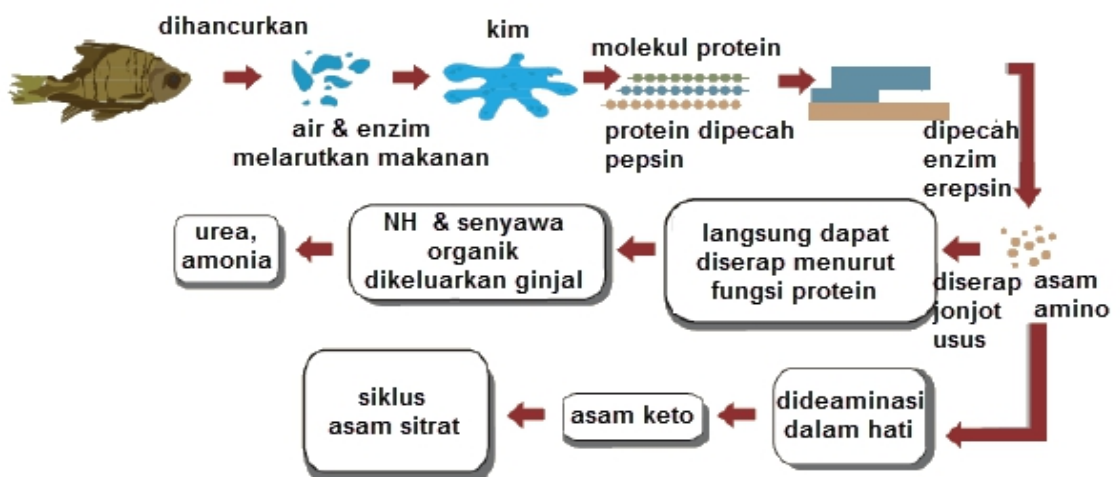 dihancurkan
air & enzim
melarutkan makanan
kim
molekul protein
protein dipecah
pepsin
dipecah
enzim
erepsin
asam
amino
diserap
jonjot
usus
langsung dapat
diserap menurut
fungsi protein
NH & senyawa
organik
dikeluarkan ginjal
urea,
amonia
dideaminasi
dalam hati
asam keto
siklus
asam sitrat